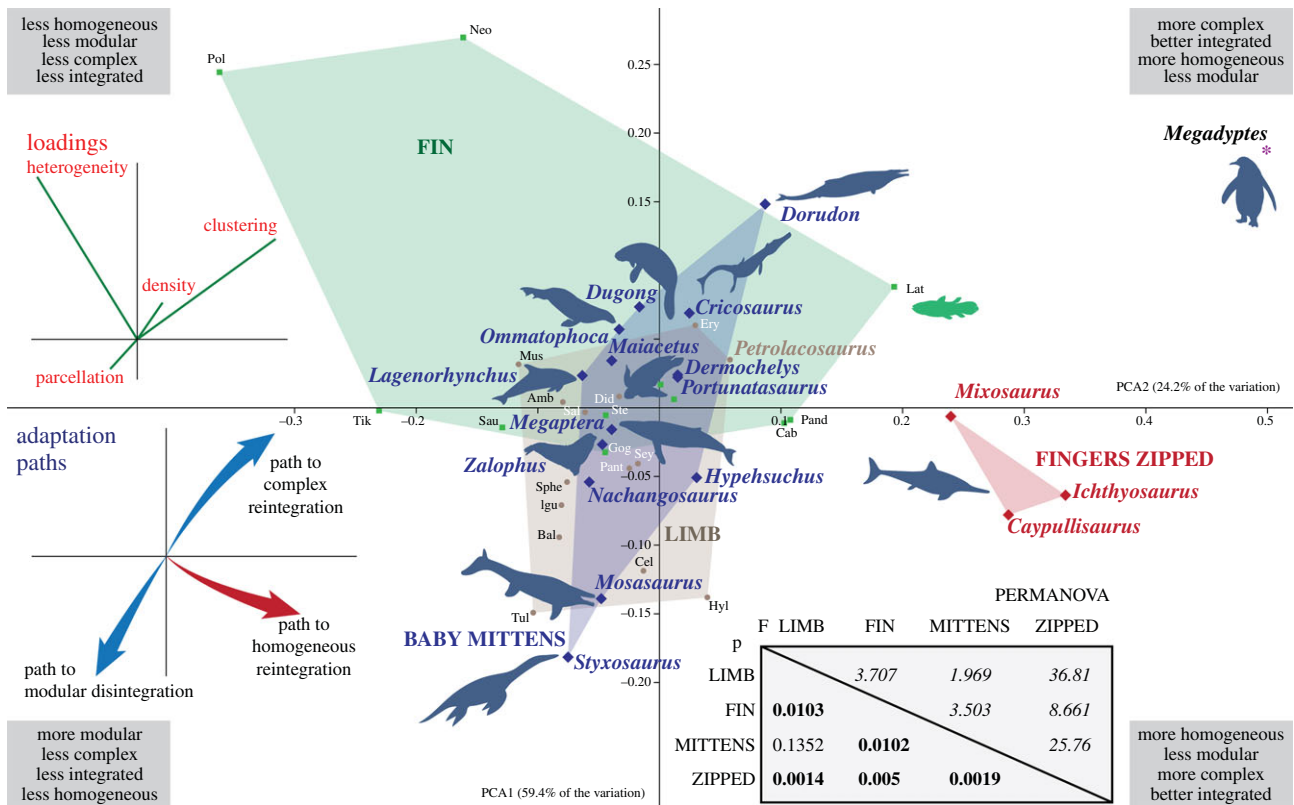 less homogeneous
less modular
less complex
less integrated
more complex
better integrated
more homogeneous
less modular
Neo
Pol
0.25
0.20
0.15
FIN
Megadyptes
*
loadings
heterogeneity
clustering
density
parcellation
Dorudon
Dugong
Cricosaurus
Lat
Ommatophoca
Ery
Maiacetus
Petrolacosaurus
Mus
Lagenorhynchus
Dermochelys
Portunatasaurus
PCA2 (24.2% of the variation)
Mixosaurus
Amb
Did
Sal
Ste
–0.3
–0.2
0.1
0.2
0.3
0.4
0.5
Tik
Sau
Megaptera
Pand
Cab
adaptation
paths
path to
complex
reintegration
Zalophus
Gog
Sey
Pant
–0.05
Hypehsuchus
FINGERS ZIPPED
Sphe
Nachangosaurus
Ichthyosaurus
Igu
Caypullisaurus
Bal
–0.10
LIMB
Cel
Mosasaurus
Hyl
Tul
–0.15
path to
homogeneous
reintegration
path to
modular disintegration
BABY MITTENS
Styxosaurus
–0.20
PERMANOVA
F LIMB FIN MITTENS ZIPPED
p
LIMB 3.707 1.969 36.81
FIN 0.0103 3.503 8.661
MITTENS 0.1352 0.0102 25.76
ZIPPED 0.0014 0.005 0.0019
more modular
less complex
less integrated
less homogeneous
PCA1 (59.4% of the variation)
more homogeneous
less modular
more complex
better integrated